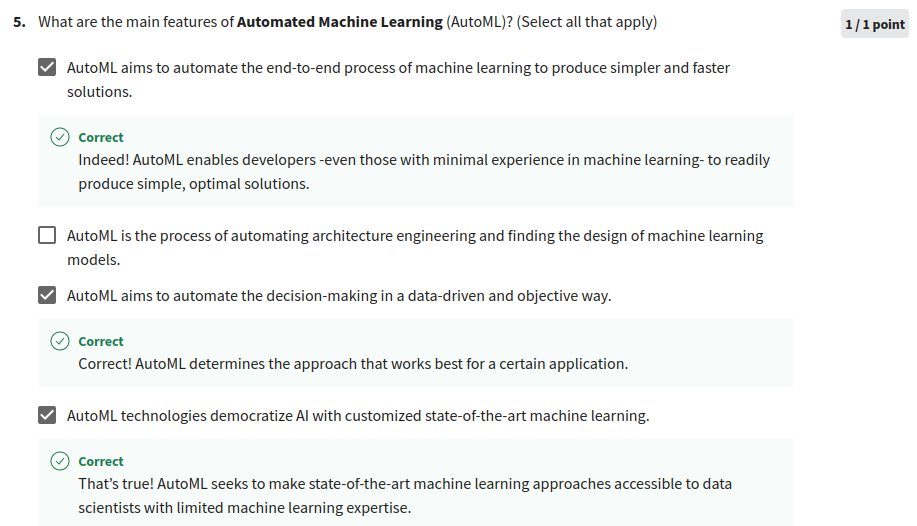 5. What are the main features of Automated Machine Learning (AutoML)? (Select all that apply)
1 / 1 point
AutoML aims to automate the end-to-end process of machine learning to produce simpler and faster
solutions.
Correct
Indeed! AutoML enables developers -even those with minimal experience in machine learning- to readily
produce simple, optimal solutions.
AutoML is the process of automating architecture engineering and finding the design of machine learning
models.
AutoML aims to automate the decision-making in a data-driven and objective way.
Correct
Correct! AutoML determines the approach that works best for a certain application.
AutoML technologies democratize AI with customized state-of-the-art machine learning.
Correct
That’s true! AutoML seeks to make state-of-the-art machine learning approaches accessible to data
scientists with limited machine learning expertise.